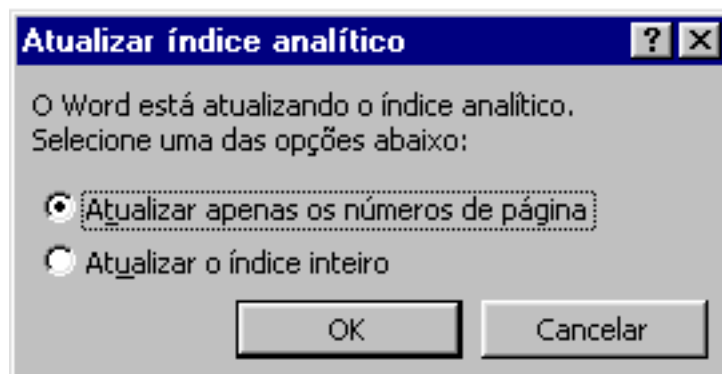 Atualizar índice analítico
O Word está atualizando o índice analítico.
Selecione uma das opções abaixo:
Atualizar apenas os números de página
Atualizar o índice inteiro
OK Cancelar